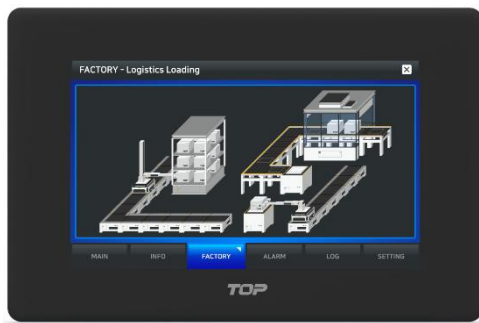 FACTORY - Logistics Loading
MAIN INFO FACTORY ALARM LOG SETTING
TOP